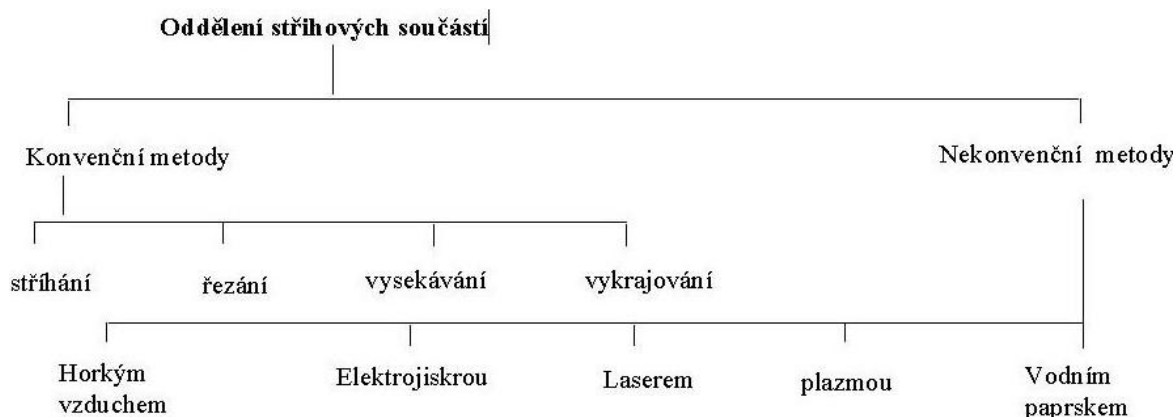 Oddělení střihových součástí
Konvenční metody
Nekonvenční metody
stříhání
řezání
vysekávání
vykrajování
Horkým
vzduchem
Elektrojiskrou
Laserem
plazmou
Vodním
paprskem